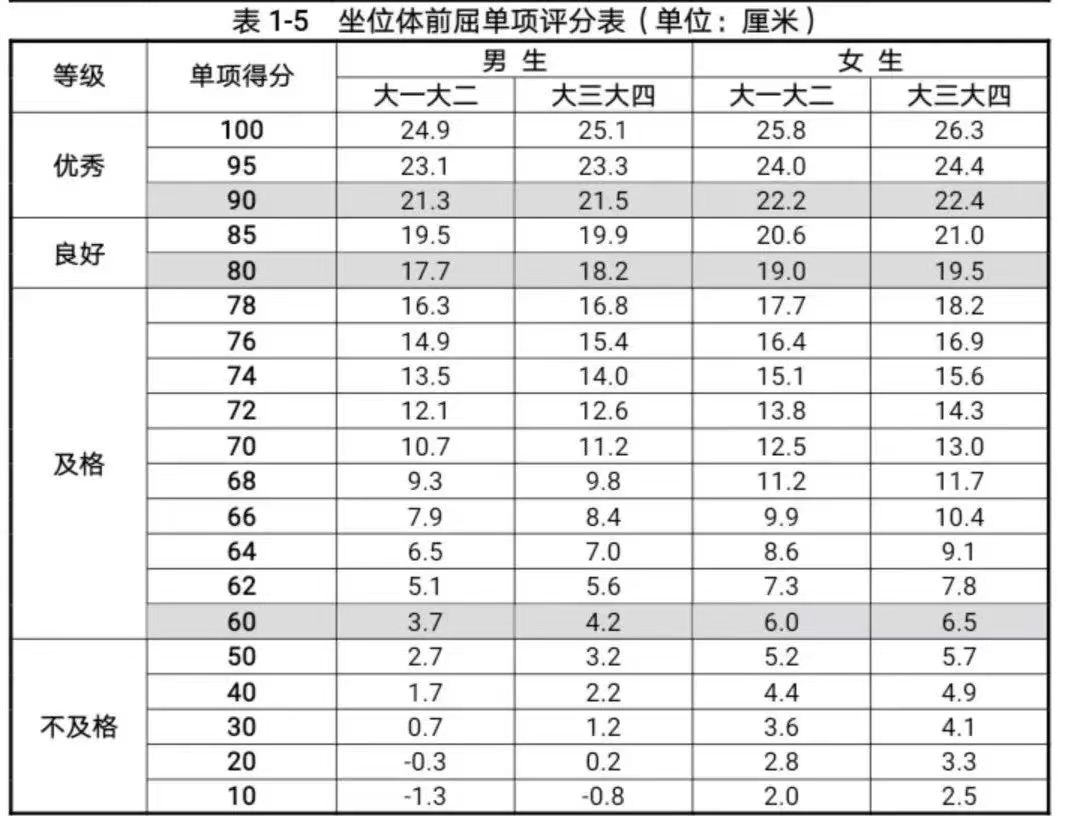 表 1-5 坐位体前屈单项评分表（单位：厘米）
等级 单项得分 男 生 女 生
大一大二 大三大四 大一大二 大三大四
优秀 100 24.9 25.1 25.8 26.3
95 23.1 23.3 24.0 24.4
90 21.3 21.5 22.2 22.4
良好 85 19.5 19.9 20.6 21.0
80 17.7 18.2 19.0 19.5
及格 78 16.3 16.8 17.7 18.2
76 14.9 15.4 16.4 16.9
74 13.5 14.0 15.1 15.6
72 12.1 12.6 13.8 14.3
70 10.7 11.2 12.5 13.0
68 9.3 9.8 11.2 11.7
66 7.9 8.4 9.9 10.4
64 6.5 7.0 8.6 9.1
62 5.1 5.6 7.3 7.8
60 3.7 4.2 6.0 6.5
不及格 50 2.7 3.2 5.2 5.7
40 1.7 2.2 4.4 4.9
30 0.7 1.2 3.6 4.1
20 -0.3 0.2 2.8 3.3
10 -1.3 -0.8 2.0 2.5